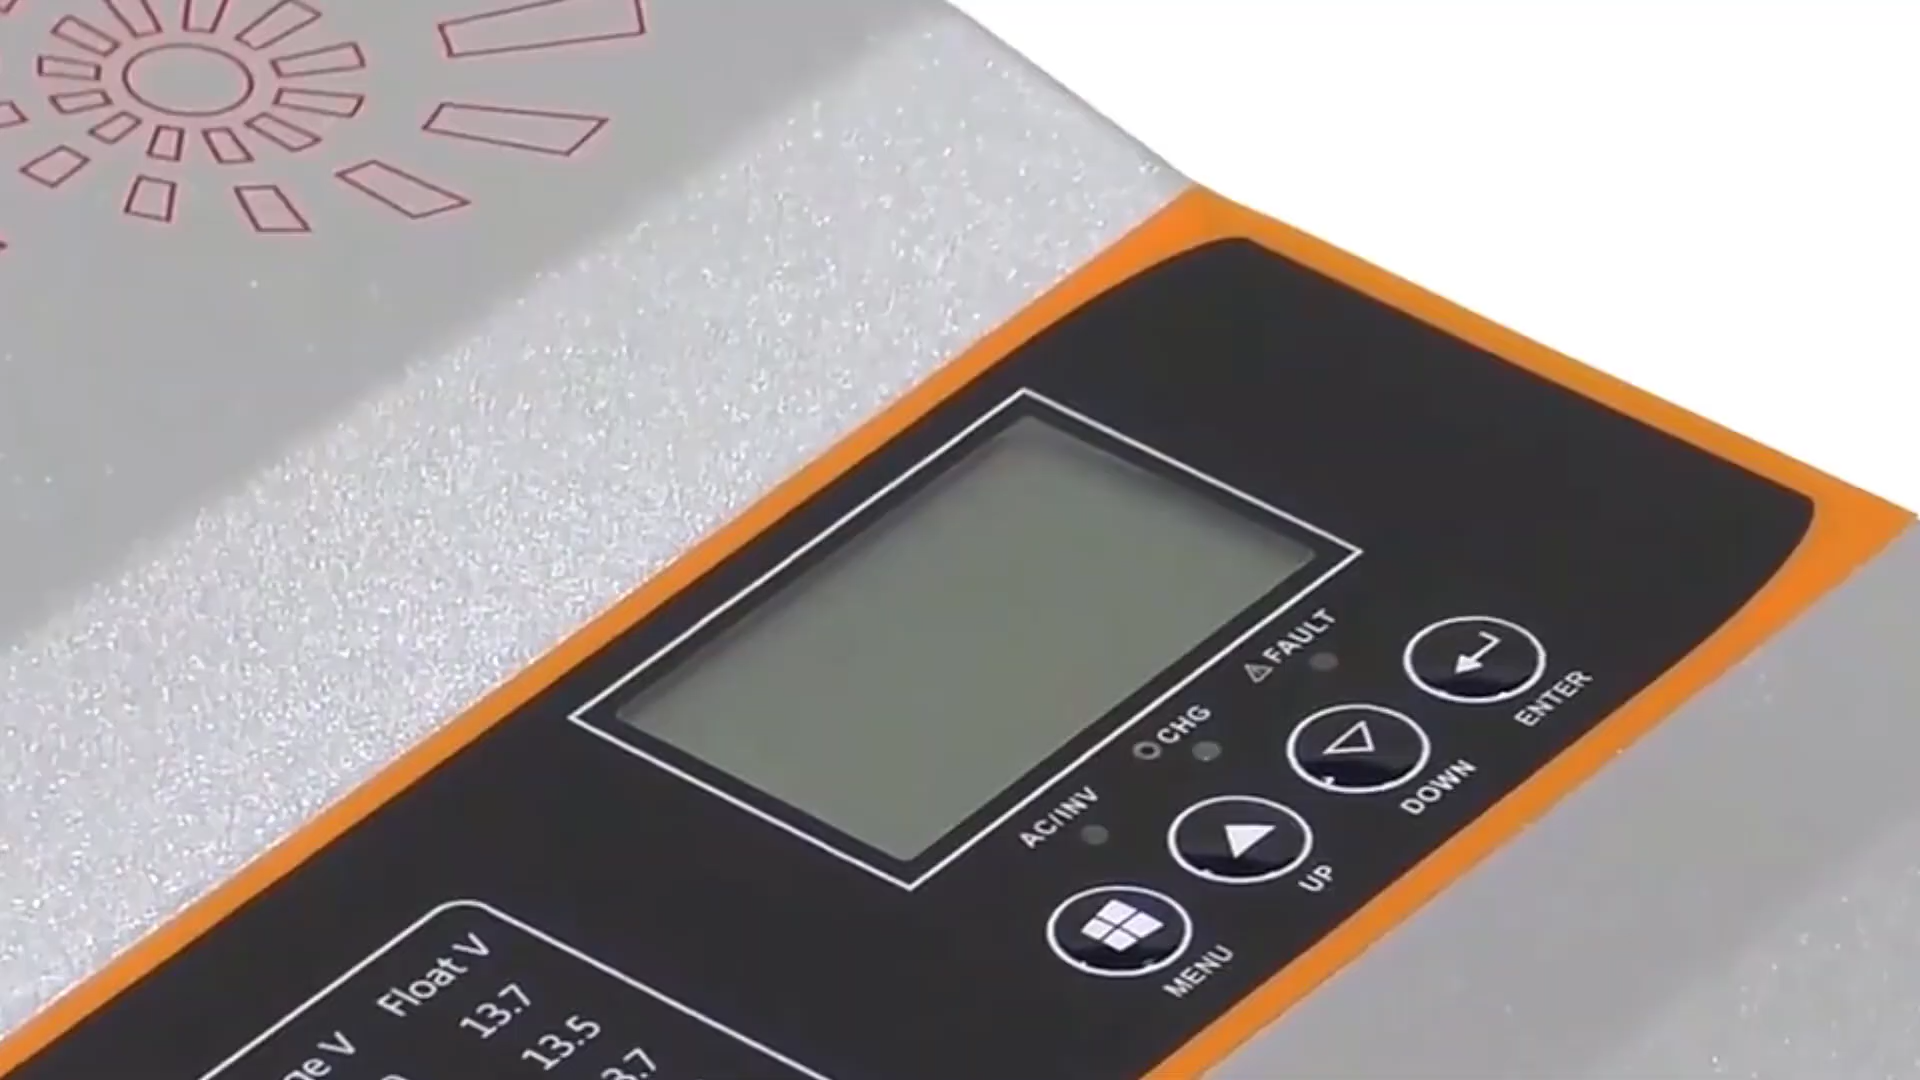 ⚠ FAULT
CHG
AC/INV
ENTER
DOWN
UP
MENU
Float V
13.7
13.5